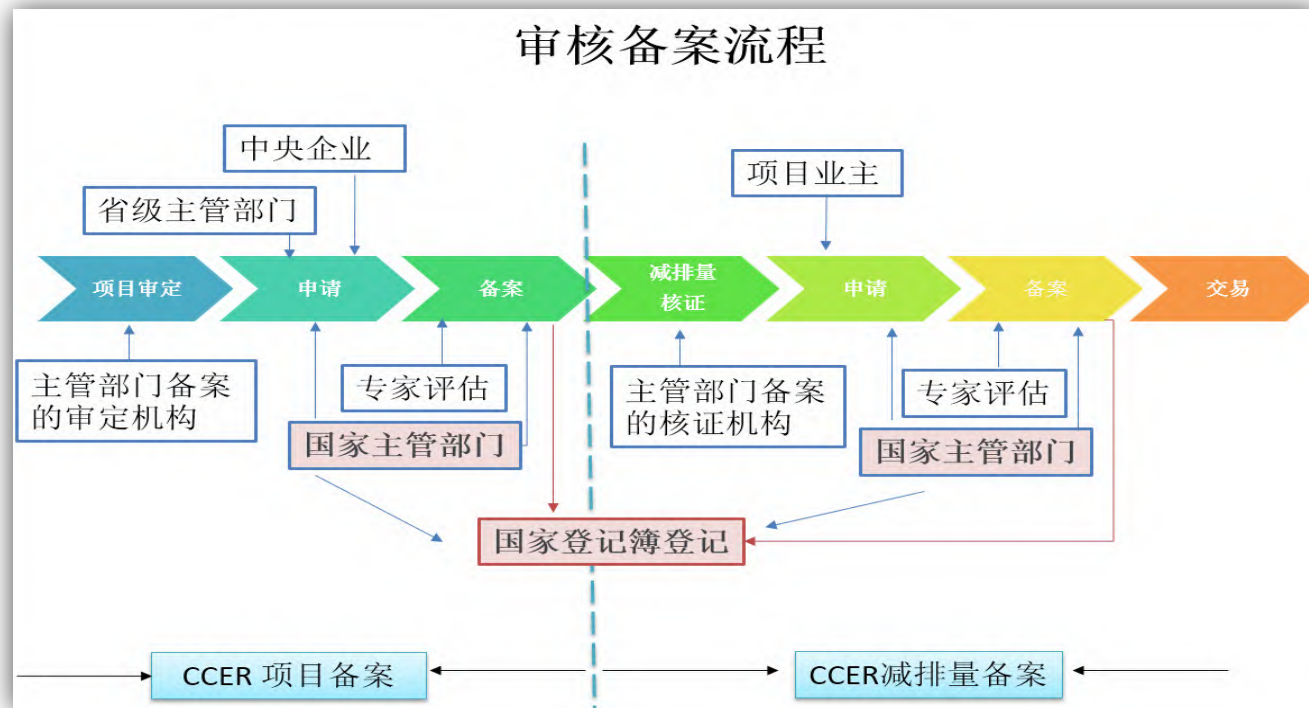 审核备案流程
中央企业
项目业主
省级主管部门
项目审定
申请
备案
减排量
核证
申请
备案
交易
主管部门备案
的审定机构
专家评估
国家主管部门
主管部门备案
的核证机构
专家评估
国家主管部门
国家登记簿登记
CCER 项目备案
CCER减排量备案